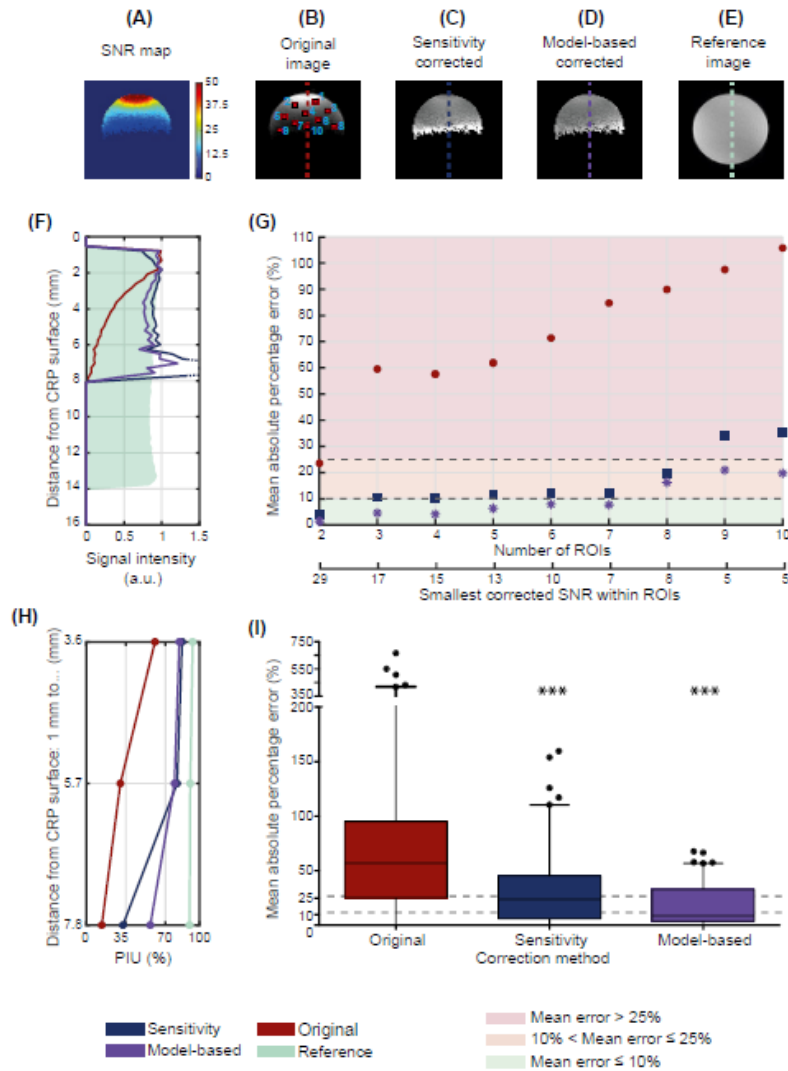 (A) (B) (C) (D) (E)
SNR map
Original image
Sensitivity corrected
Model-based corrected
Reference image
50
37.5
25
12.5
0
7 10 8
(F)
Distance from CRP surface (mm)
0
2
4
6
8
10
12
14
16
0 0.5 1 1.5
Signal intensity
(a.u.)
(G)
Mean absolute percentage error (%)
110
100
90
80
70
60
50
40
30
20
10
0
2 3 4 5 6 7 8 9 10
Number of ROIs
29 17 15 13 10 7 8 5 5
Smallest corrected SNR within ROIs
(H)
Distance from CRP surface: 1 mm to... (mm)
3.6
5.7
7.8
0 35 70 100
PIU (%)
(I)
Mean absolute percentage error (%)
750
550
350
200
150
100
50
25
10
0
*** ***
Original Sensitivity Model-based
Correction method
Sensitivity Original
Model-based Reference
Mean error > 25%
10% < Mean error ≤ 25%
Mean error ≤ 10%